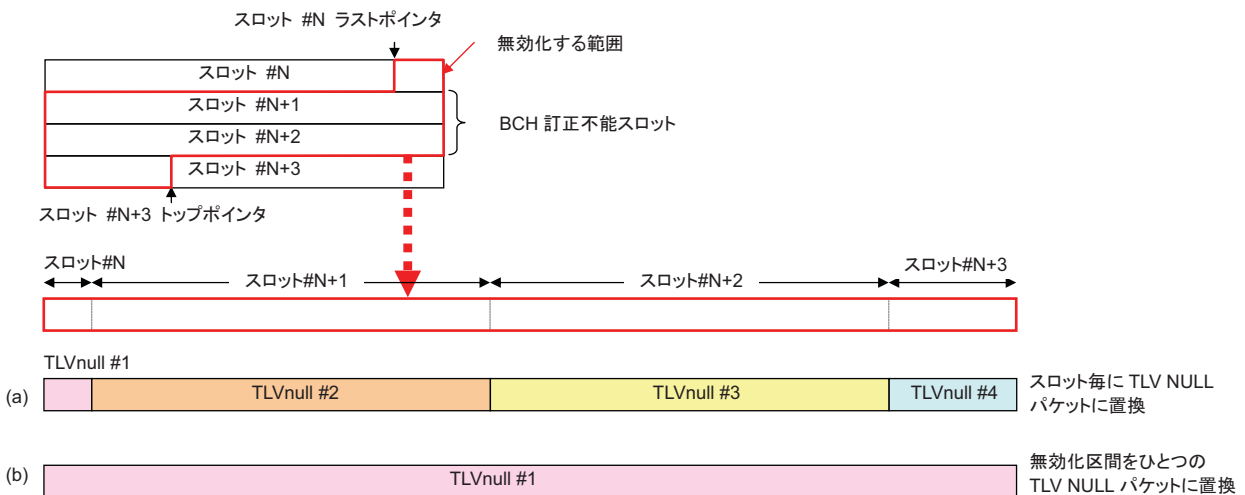 スロット #N ラストポインタ
無効化する範囲
スロット #N
スロット #N+1
スロット #N+2
BCH 訂正不能スロット
スロット #N+3
スロット #N+3 トップポインタ
スロット#N
スロット#N+1
スロット#N+2
スロット#N+3
TLVnull #1
(a)
TLVnull #2
TLVnull #3
TLVnull #4
スロット毎に TLV NULL
パケットに置換
(b)
TLVnull #1
無効化区間をひとつの
TLV NULL パケットに置換